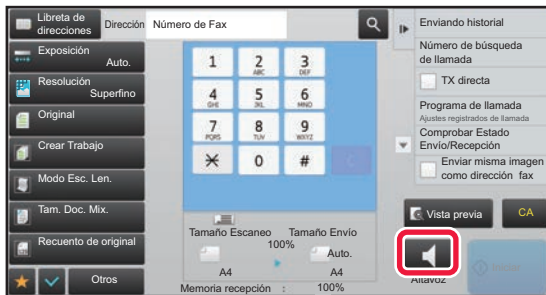 Libreta de
direcciones
Dirección
Número de Fax
Exposición
Auto.
Resolución
Superfino
Original
Crear Trabajo
Modo Esc. Len.
Tam. Doc. Mix.
Recuento de original
Otros
1
2
ABC
3
DEF
4
GHI
5
JKL
6
MNO
7
PQRS
8
TUV
9
WXYZ
0
#
C
Tamaño Escaneo
Tamaño Envío
100%
Auto.
A4
A4
Memoria recepción : 100%
Enviando historial
Número de búsqueda
de llamada
TX directa
Programa de llamada
Ajustes registrados de llamada
Comprobar Estado
Envío/Recepción
Enviar misma imagen
como dirección fax
Vista previa
CA
Altavoz